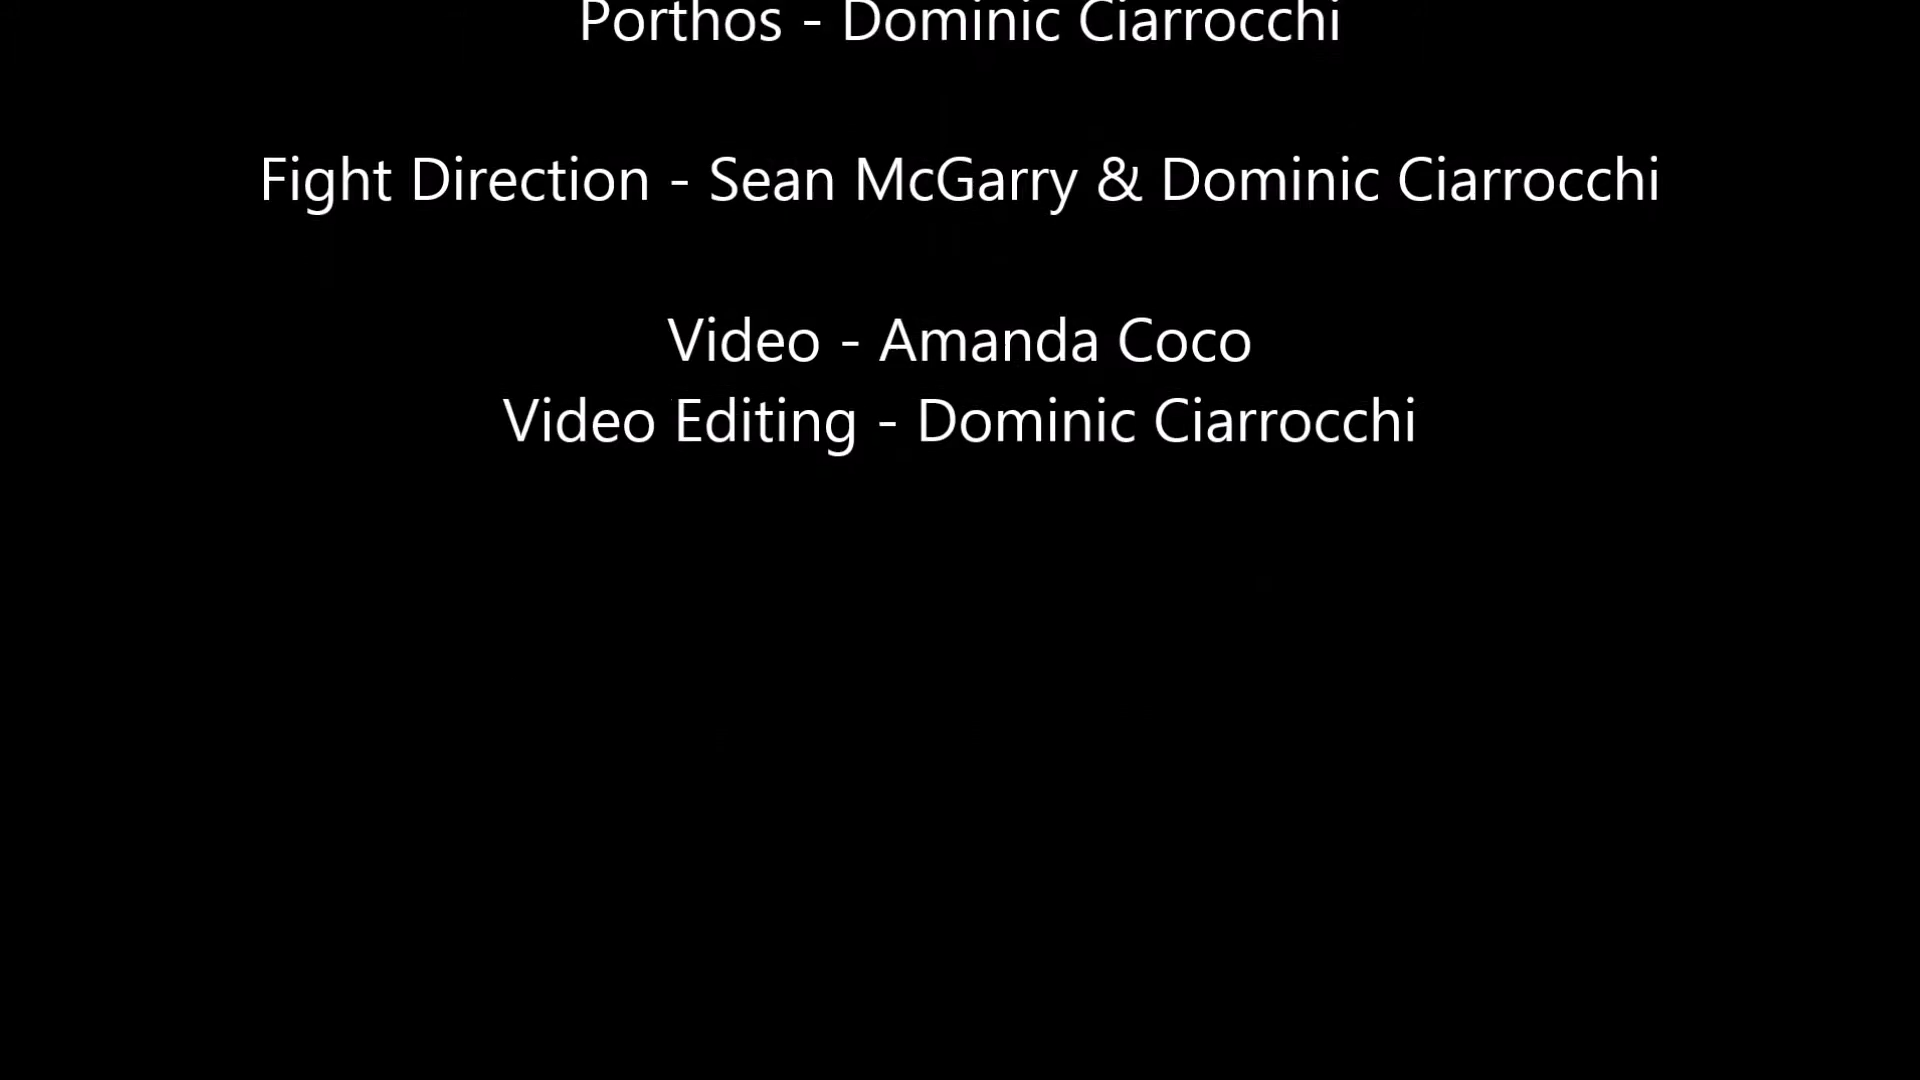 Porthos - Dominic Ciarrocchi
Fight Direction - Sean McGarry & Dominic Ciarrocchi
Video - Amanda Coco
Video Editing - Dominic Ciarrocchi